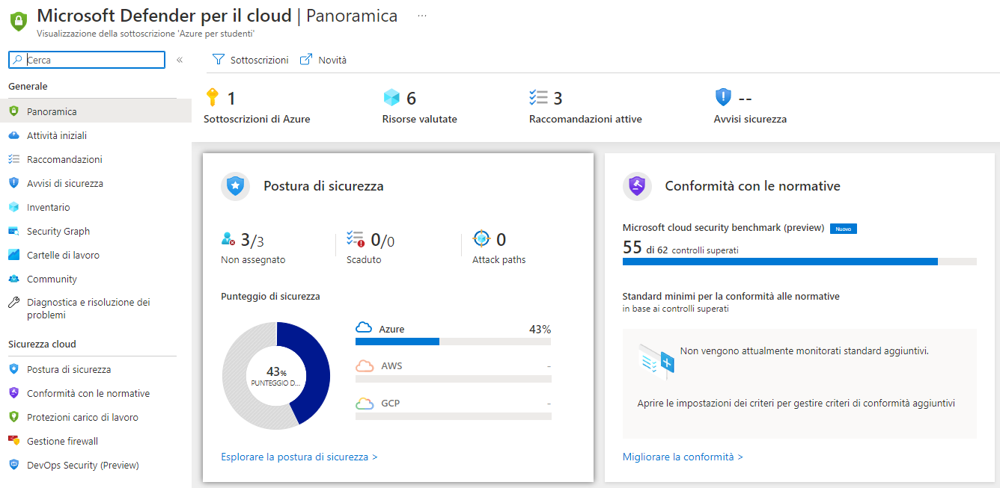 Microsoft Defender per il cloud | Panoramica ...
Visualizzazione della sottoscrizione 'Azure per studenti'
Cerca
«
Generale
Panoramica
Attività iniziali
Raccomandazioni
Avvisi di sicurezza
Inventario
Security Graph
Cartelle di lavoro
Community
Diagnostica e risoluzione dei
problemi
Sicurezza cloud
Postura di sicurezza
Conformità con le normative
Protezioni carico di lavoro
Gestione firewall
DevOps Security (Preview)
Sottoscrizioni Novità
1
Sottoscrizioni di Azure
6
Risorse valutate
3
Raccomandazioni attive
--
Avvisi sicurezza
Postura di sicurezza
3/3
Non assegnato
0/0
Scaduto
0
Attack paths
Punteggio di sicurezza
43%
PUNTEGGIO D...
Azure 43%
AWS -
GCP -
Esplorare la postura di sicurezza >
Conformità con le normative
Microsoft cloud security benchmark (preview) Nuovo
55 di 62 controlli superati
Standard minimi per la conformità alle normative
in base ai controlli superati
Non vengono attualmente monitorati standard aggiuntivi.
Aprire le impostazioni dei criteri per gestire criteri di conformità aggiuntivi
Migliorare la conformità >